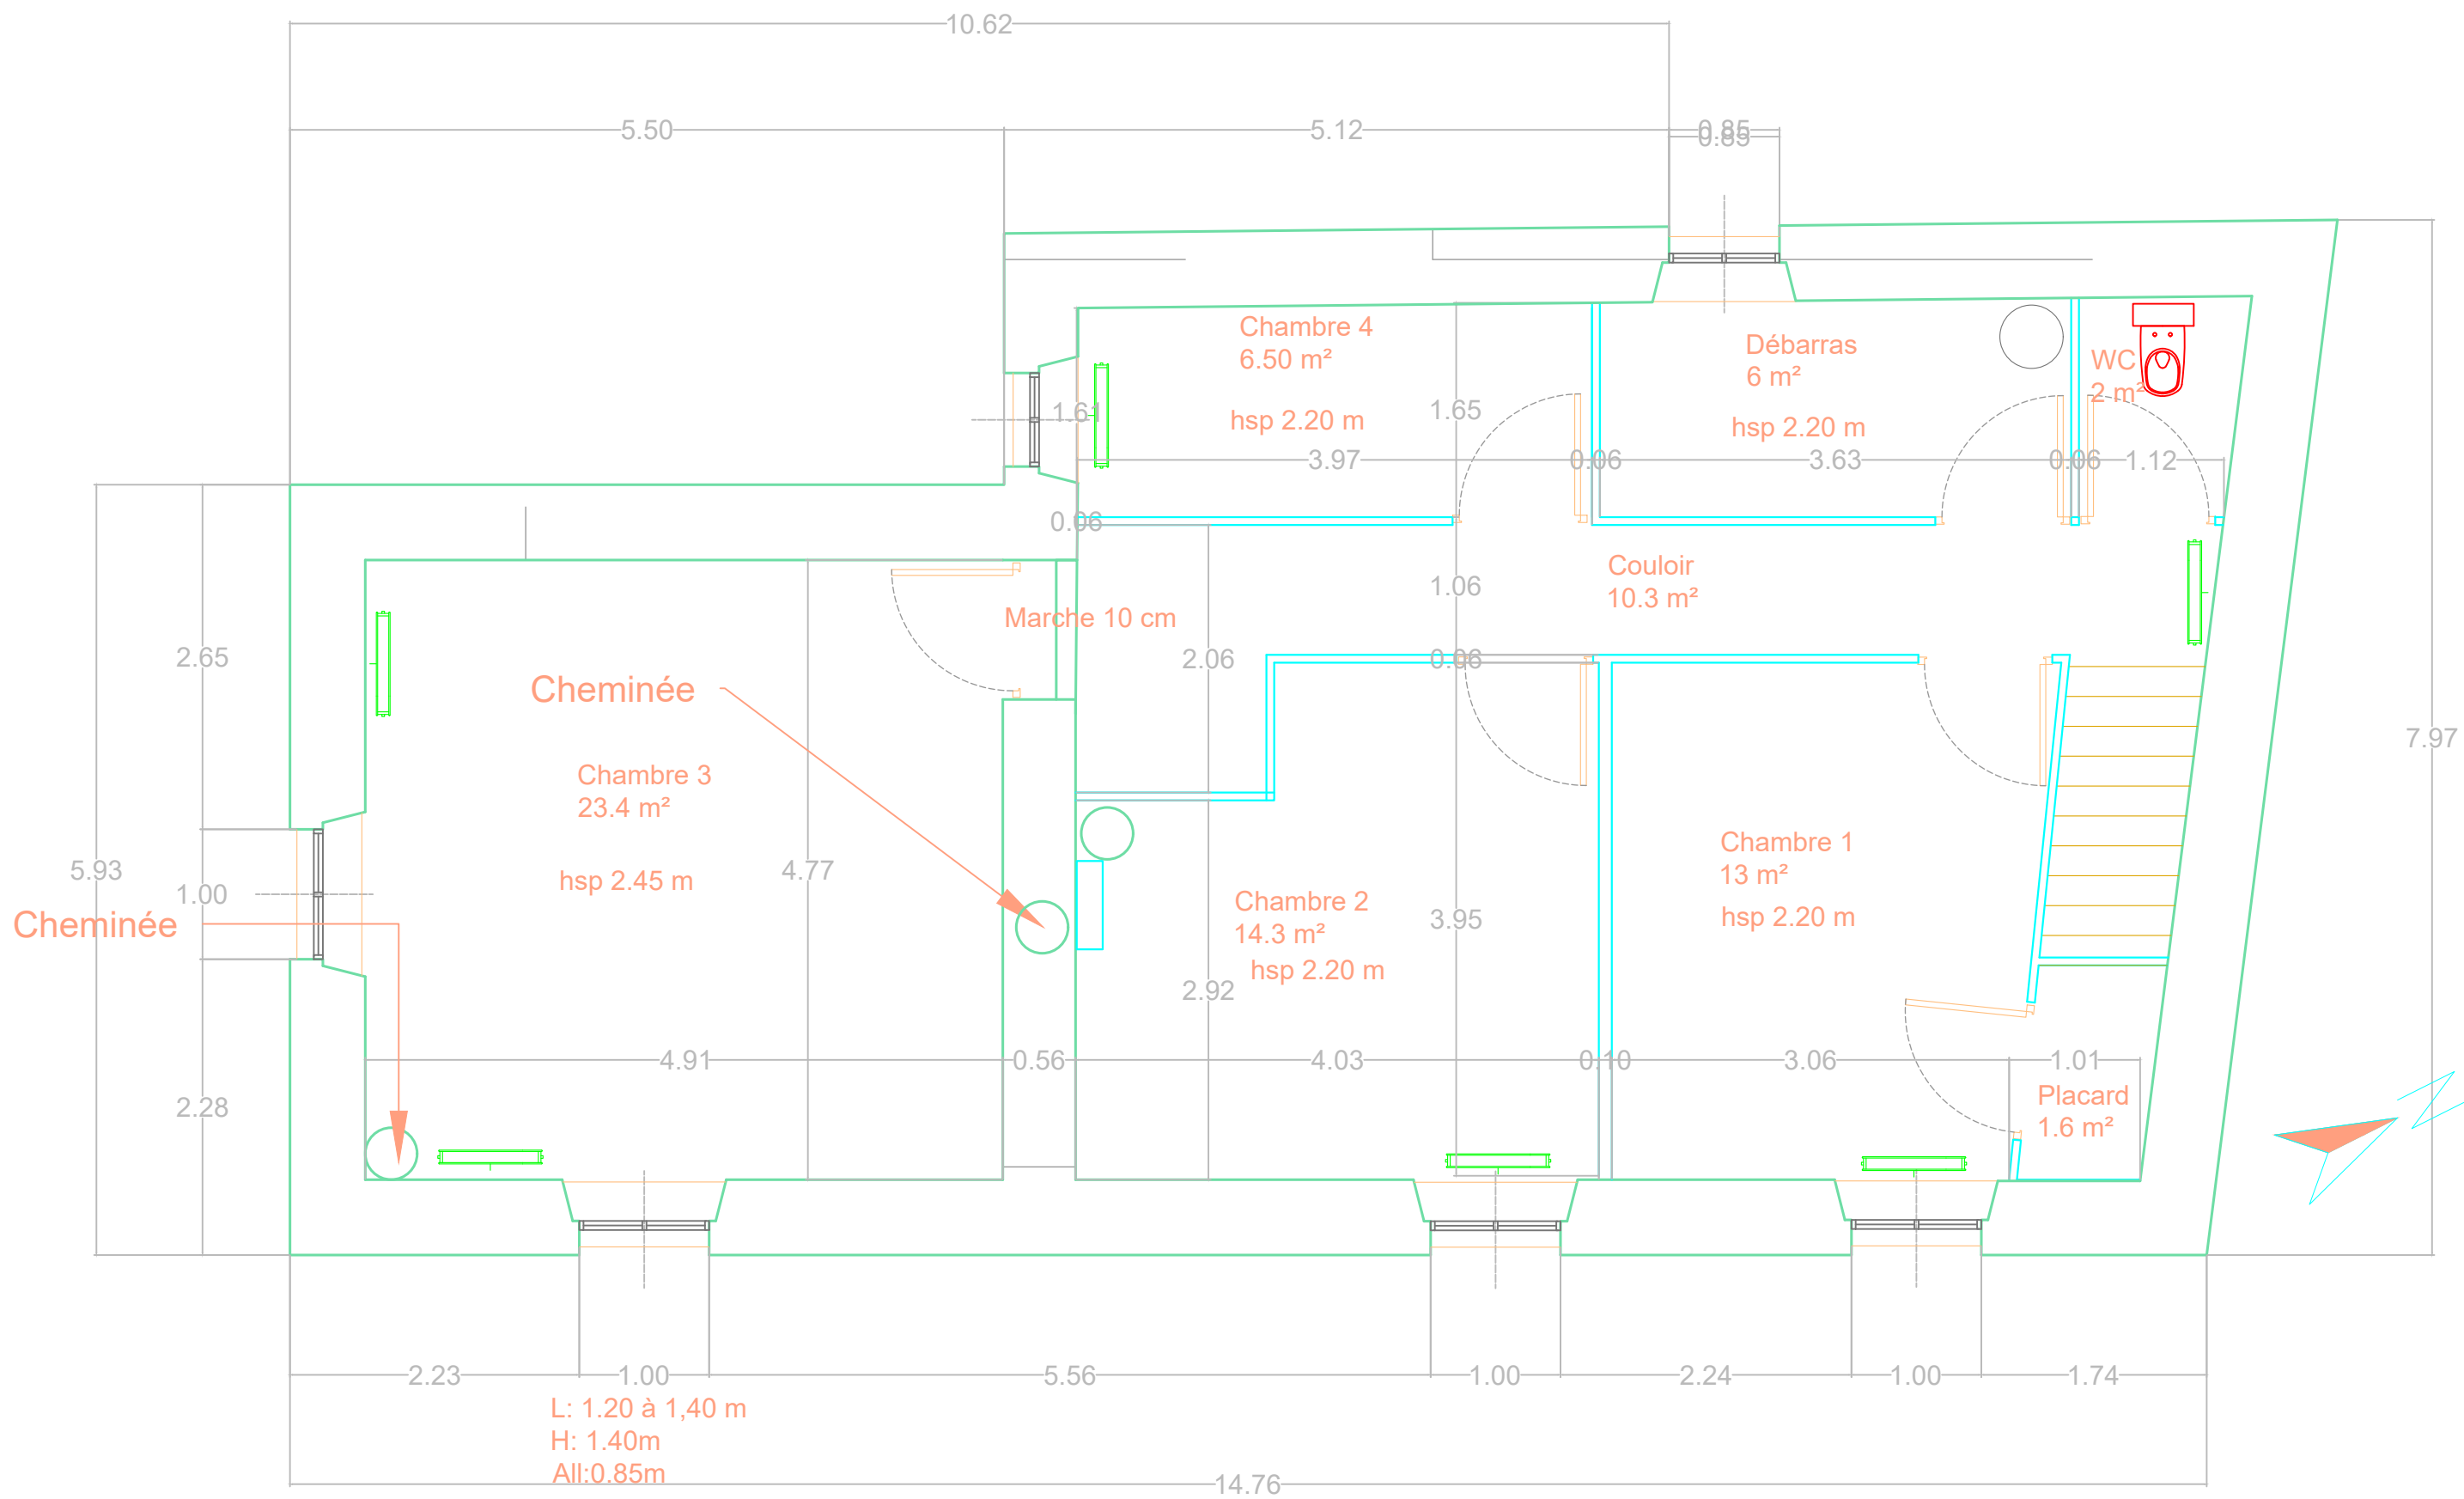 10.62
5.50
5.12
0.85
0.85
Chambre 4
6.50 m²
hsp 2.20 m
Débarras
6 m²
hsp 2.20 m
WC
2 m²
1.61
1.65
3.97
0.06
3.63
0.06
1.12
0.06
Couloir
10.3 m²
1.06
Marche 10 cm
2.65
2.06
0.06
Cheminée
7.97
Chambre 3
23.4 m²
hsp 2.45 m
4.77
5.93
1.00
Cheminée
Chambre 1
13 m²
hsp 2.20 m
Chambre 2
14.3 m²
hsp 2.20 m
3.95
2.92
4.91
0.56
4.03
0.10
3.06
1.01
2.28
Placard
1.6 m²
2.23
1.00
5.56
1.00
2.24
1.00
1.74
L: 1.20 à 1,40 m
H: 1.40m
All:0.85m
14.76